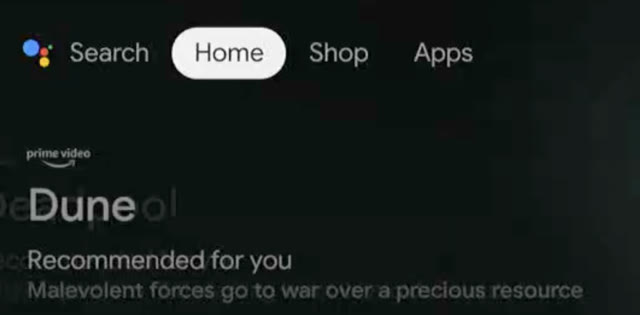 Search Home Shop Apps
prime video
Dune
Recommended for you
Malevolent forces go to war over a precious resource